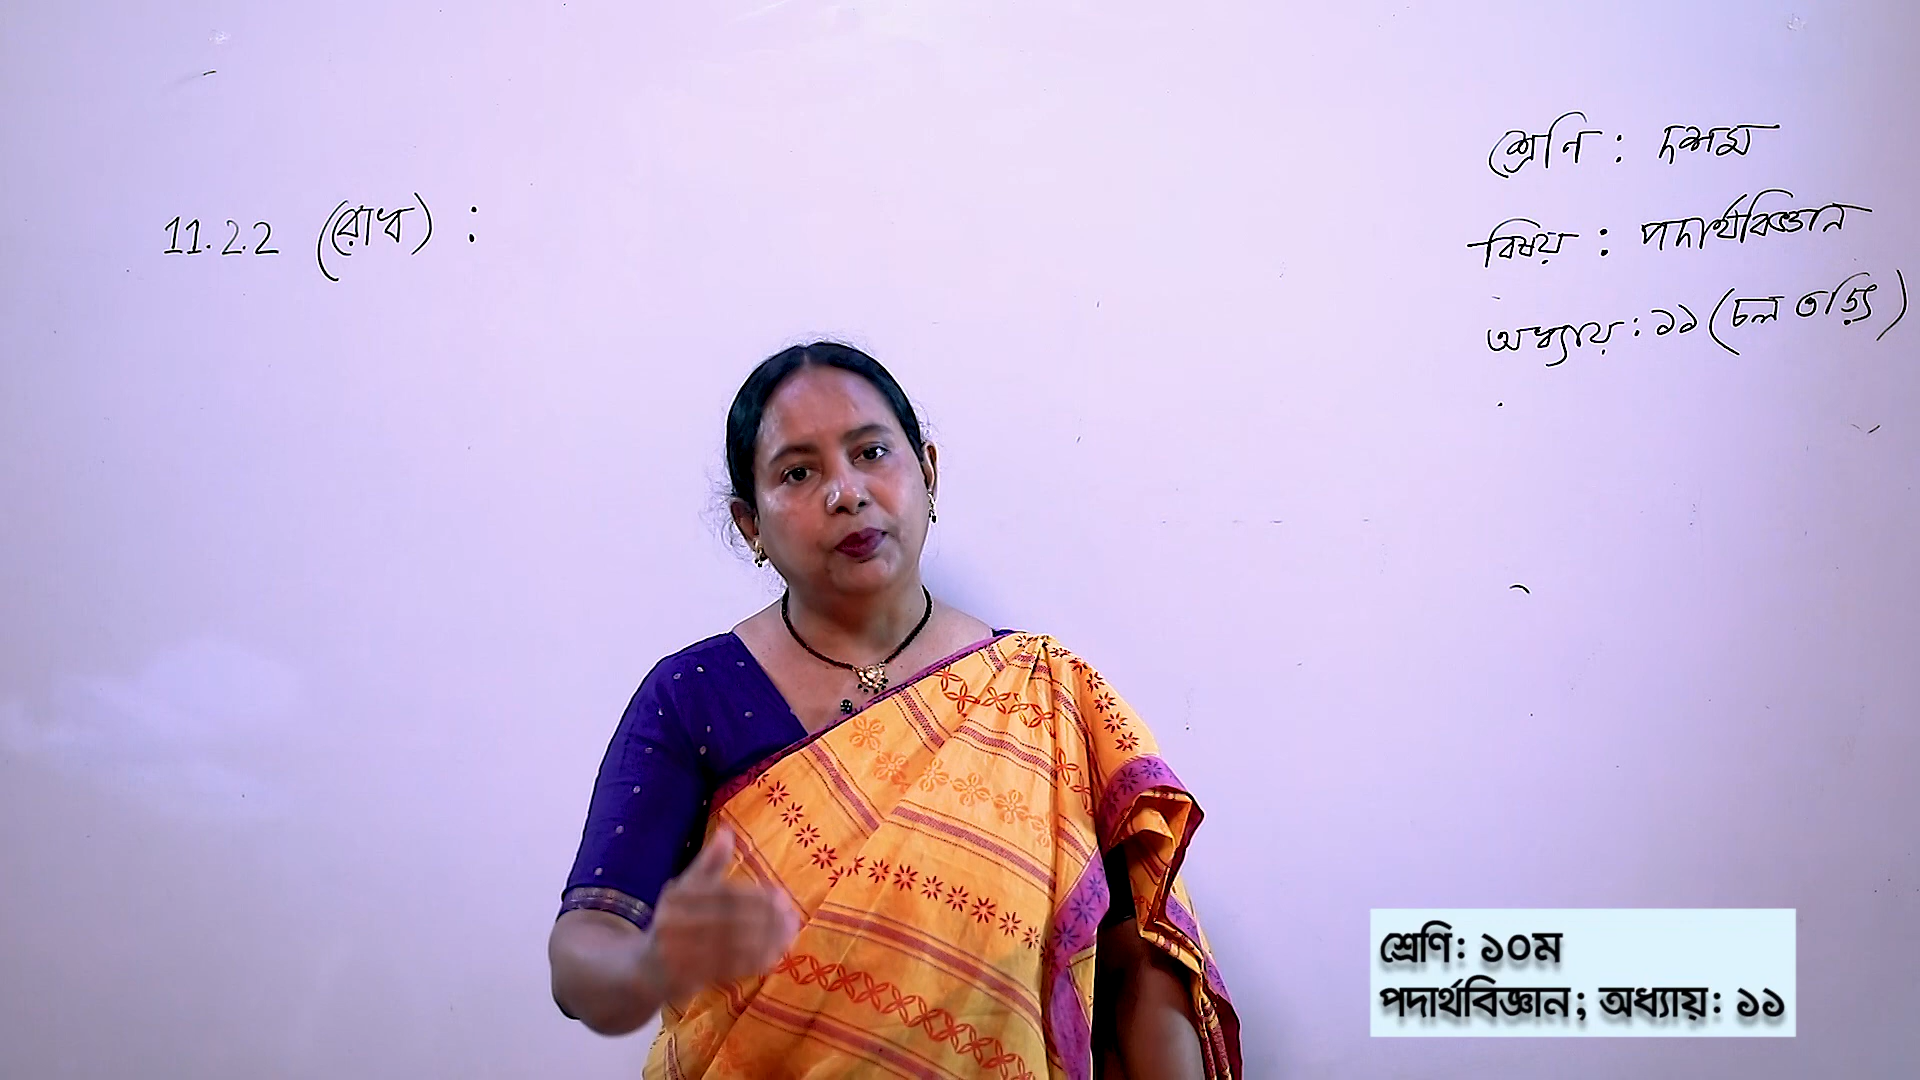 11.2.2 রোধ :
শ্রেণি : দশম
বিষয় : পদার্থবিজ্ঞান
অধ্যায় : ১১ (চল তড়িৎ)
শ্রেণি: ১০ম
পদার্থবিজ্ঞান; অধ্যায়: ১১